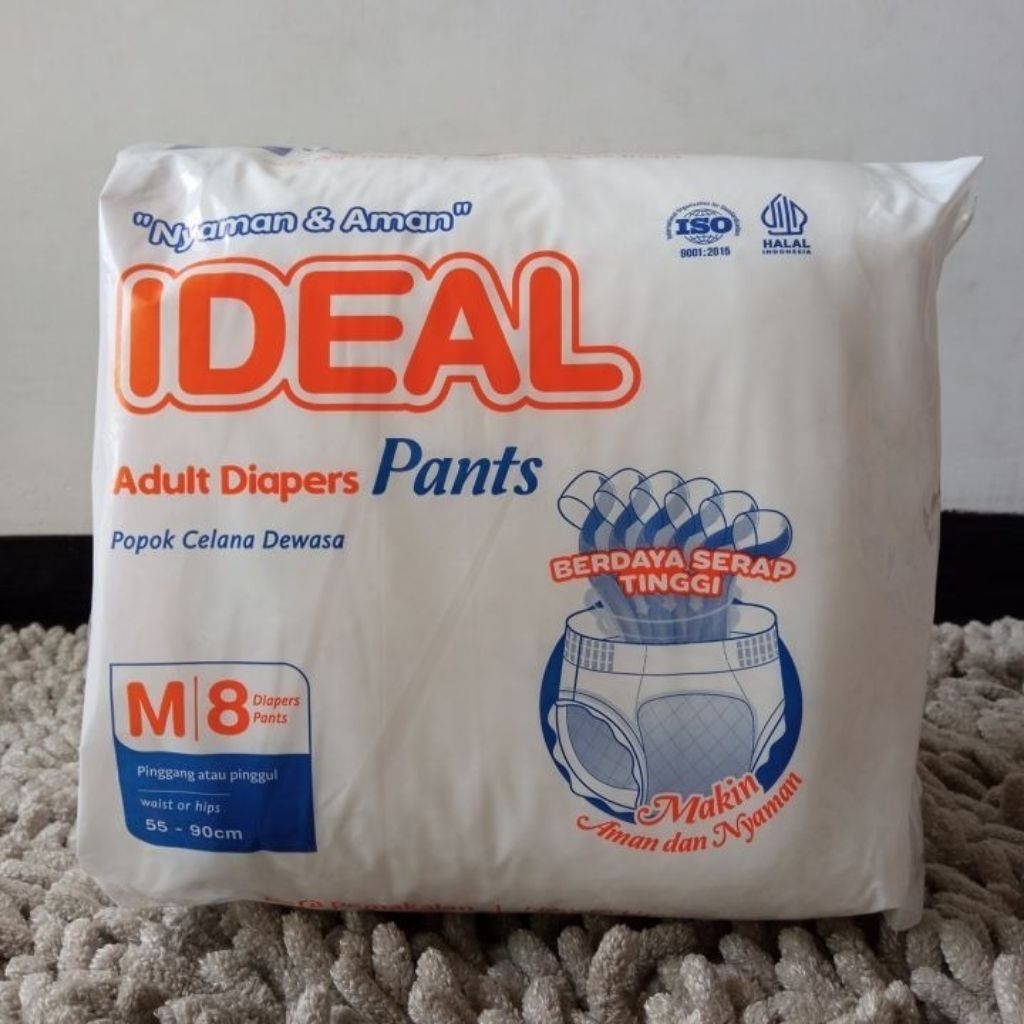 "Nyaman & Aman"
IDEAL
Adult Diapers Pants
Popok Celana Dewasa
ISO
9001:2015
HALAL
INDONESIA
BERDAYA SERAP
TINGGI
M|8 Diapers Pants
Pinggang atau pinggul
waist or hips
55 - 90cm
Makin
Aman dan Nyaman